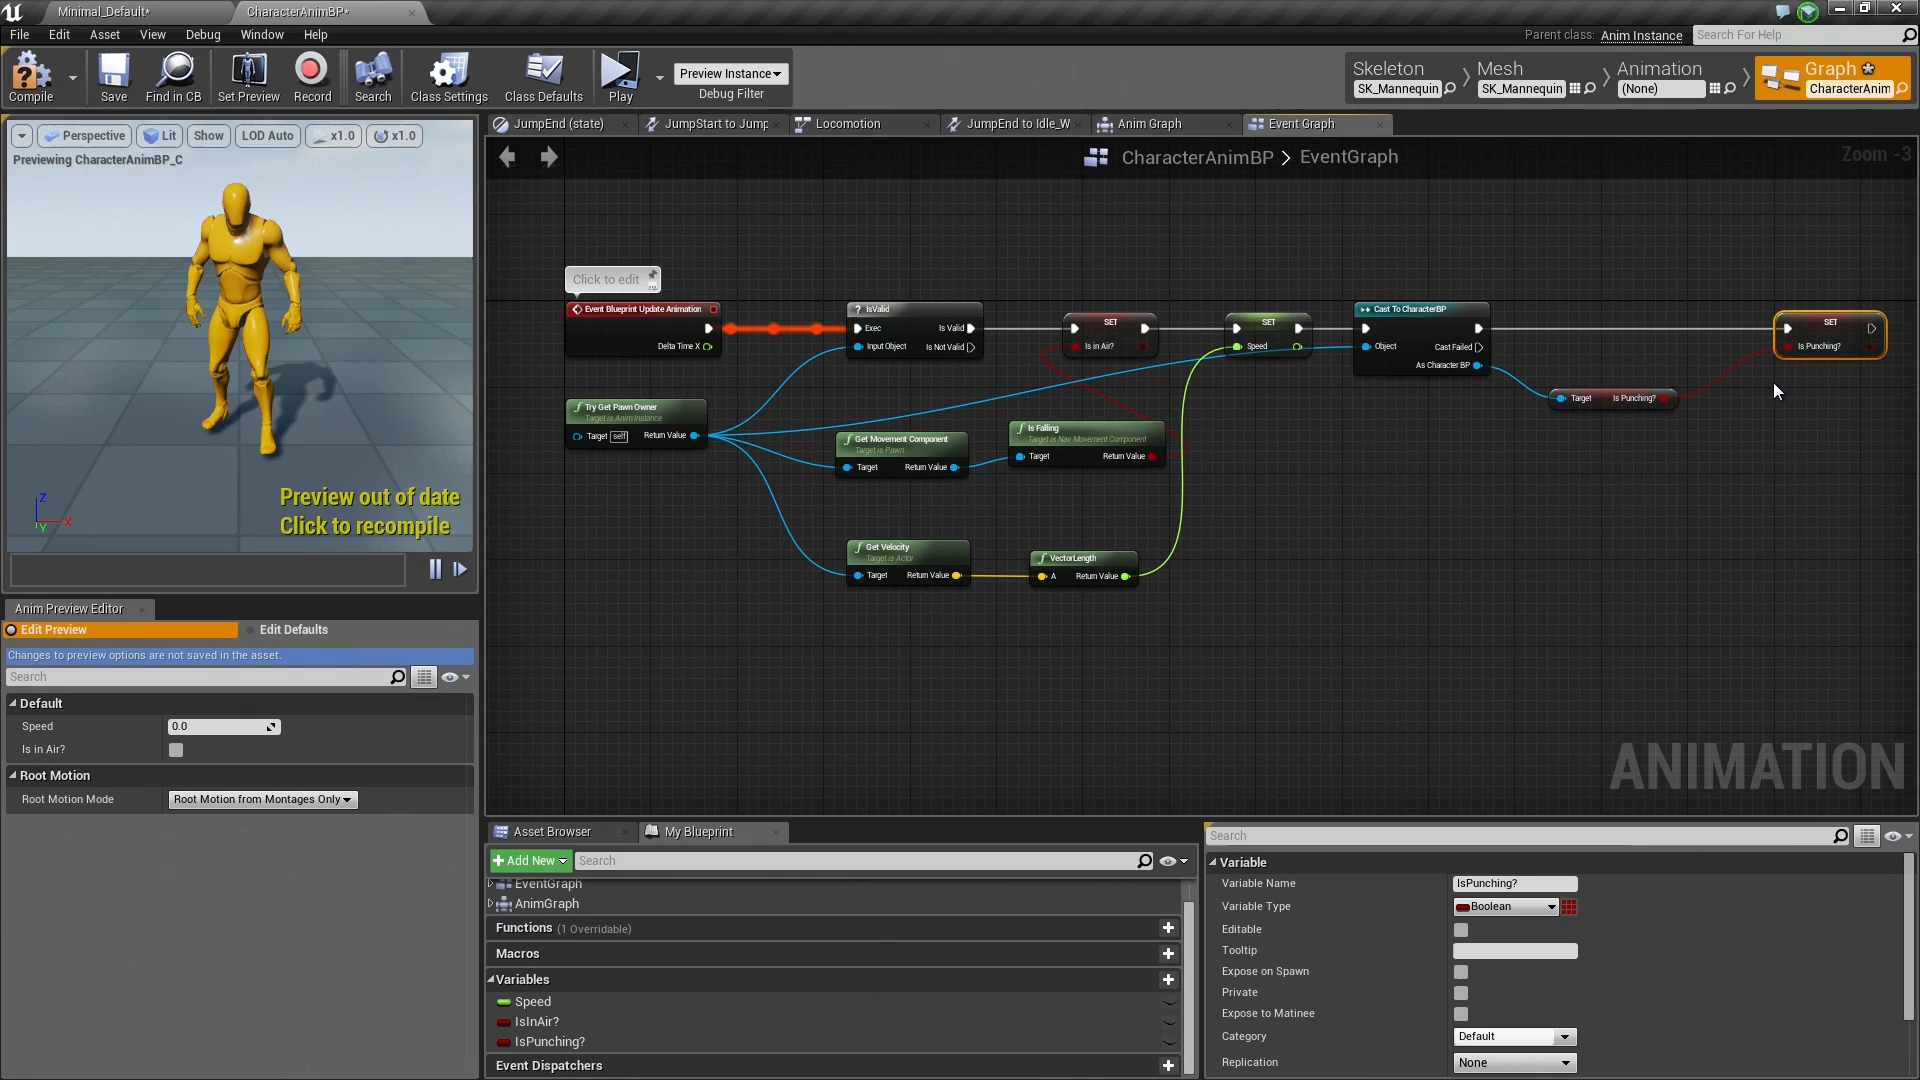 Minimal_Default*
CharacterAnimBP*
File Edit Asset View Debug Window Help
Parent class: Anim Instance
Search For Help
Compile
Save
Find in CB
Set Preview
Record
Search
Class Settings
Class Defaults
Play
Preview Instance
Debug Filter
Skeleton
SK_Mannequin
Mesh
SK_Mannequin
Animation
(None)
Graph
CharacterAnim
Perspective
Lit
Show
LOD Auto
x1.0
x1.0
Previewing CharacterAnimBP_C
Preview out of date
Click to recompile
Z
X
Y
JumpEnd (state)
JumpStart to Jump
Locomotion
JumpEnd to Idle_W
Anim Graph
Event Graph
CharacterAnimBP > EventGraph
Zoom -3
Click to edit
Event Blueprint Update Animation
Delta Time X
? IsValid
Exec
Is Valid
Input Object
Is Not Valid
SET
Is in Air?
SET
Speed
Cast To CharacterBP
Object
Cast Failed
As Character BP
SET
Is Punching?
Target
Is Punching?
Try Get Pawn Owner
Target is Anim Instance
Target self
Return Value
Get Movement Component
Target is Pawn
Target
Return Value
Is Falling
Target is Nav Movement Component
Target
Return Value
Get Velocity
Target is Actor
Target
Return Value
VectorLength
A
Return Value
ANIMATION
Anim Preview Editor
Edit Preview
Edit Defaults
Changes to preview options are not saved in the asset.
Search
Default
Speed 0.0
Is in Air?
Root Motion
Root Motion Mode Root Motion from Montages Only
Asset Browser
My Blueprint
+ Add New
Search
EventGraph
AnimGraph
Functions (1 Overridable)
Macros
Variables
Speed
IsInAir?
IsPunching?
Event Dispatchers
Search
Variable
Variable Name IsPunching?
Variable Type Boolean
Editable
Tooltip
Expose on Spawn
Private
Expose to Matinee
Category Default
Replication None